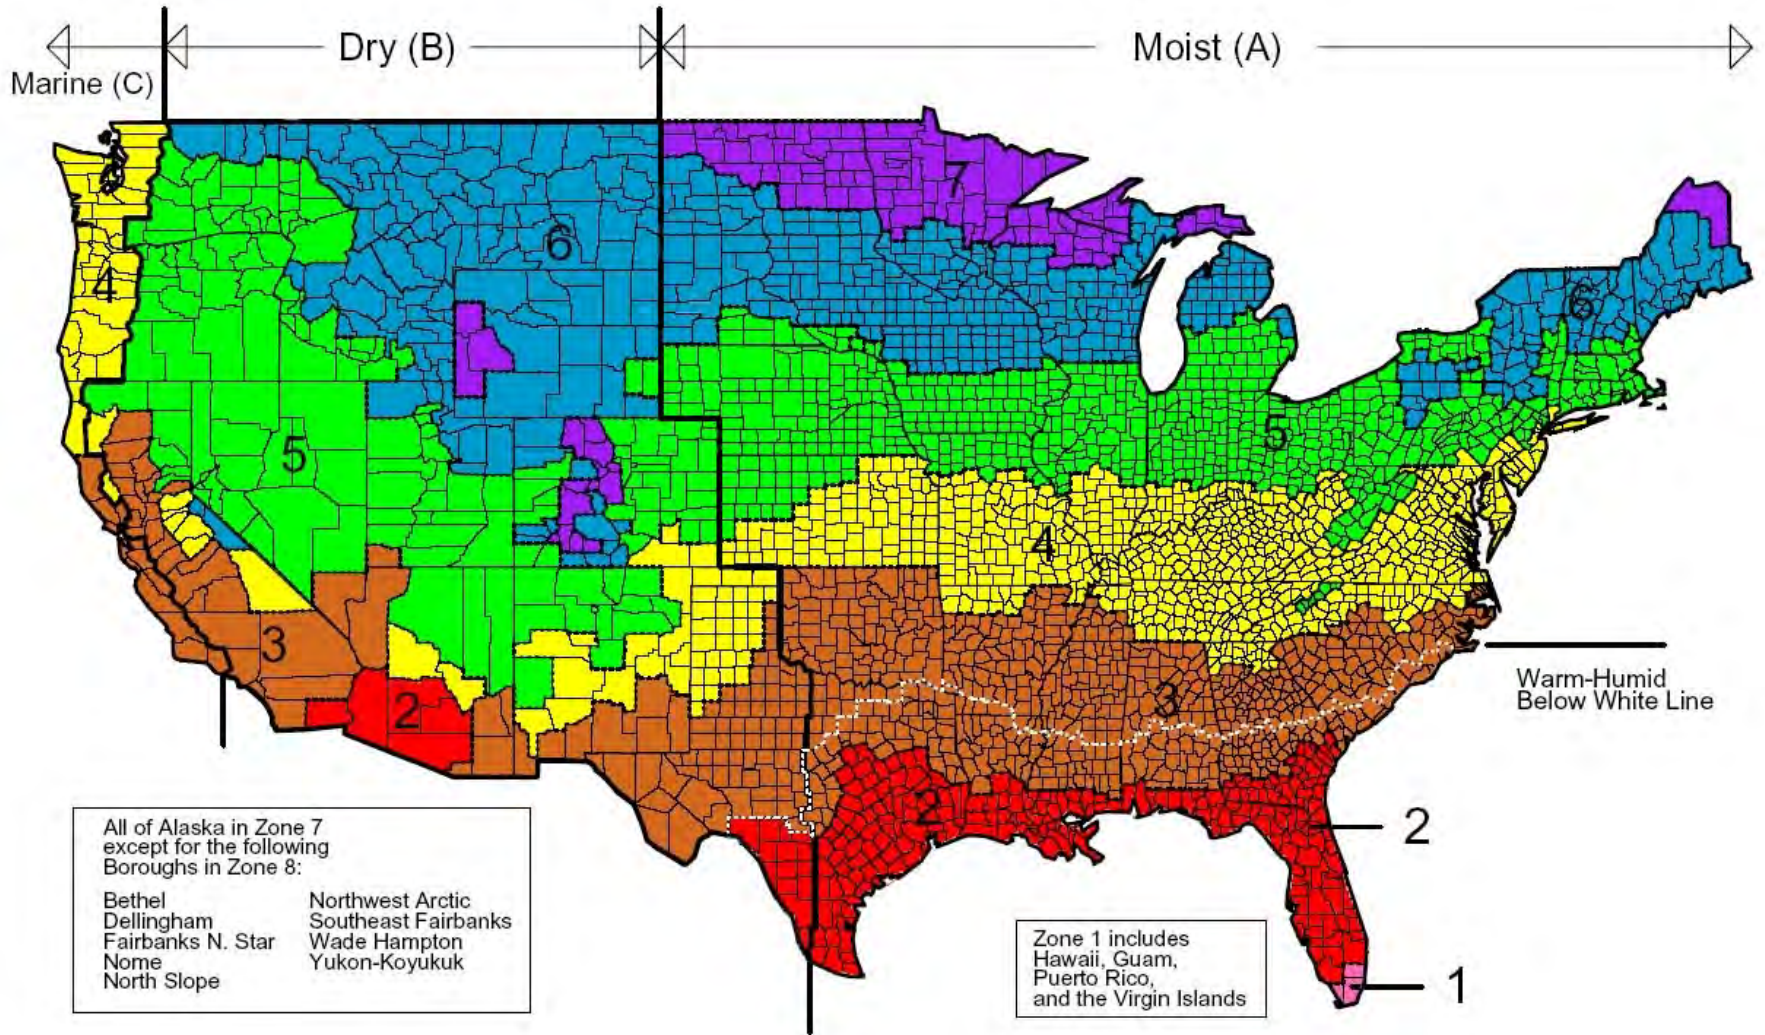 Dry (B)
Moist (A)
Marine (C)
7
6
4
6
5
5
4
3
3
2
2
2
1
Warm-Humid
Below White Line
All of Alaska in Zone 7
except for the following
Boroughs in Zone 8:
Bethel
Dellingham
Fairbanks N. Star
Nome
North Slope
Northwest Arctic
Southeast Fairbanks
Wade Hampton
Yukon-Koyukuk
Zone 1 includes
Hawaii, Guam,
Puerto Rico,
and the Virgin Islands